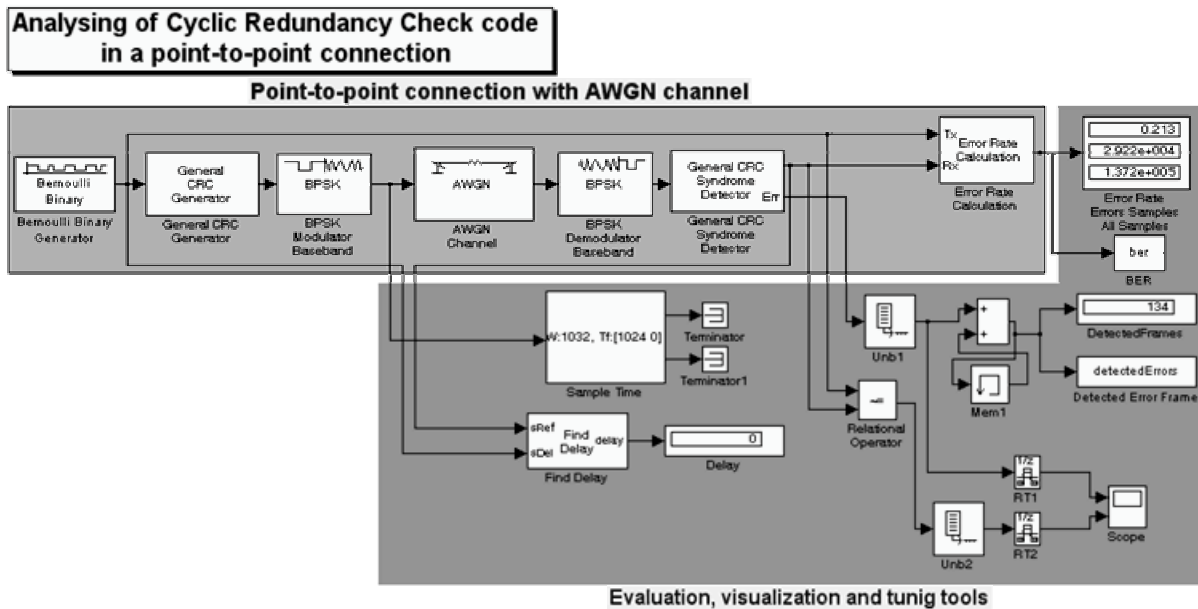 Analysing of Cyclic Redundancy Check code
in a point-to-point connection
Point-to-point connection with AWGN channel
Bernoulli
Binary
Bernoulli Binary
Generator
General
CRC
Generator
General CRC
Generator
BPSK
BPSK
Modulator
Baseband
AWGN
AWGN
Channel
BPSK
BPSK
Demodulator
Baseband
General CRC
Syndrome
Detector
Err
General CRC
Syndrome
Detector
Tx
Rx
Error Rate
Calculation
Error Rate
Calculation
0.213
2.922e+004
1.372e+005
Error Rate
Errors Samples
All Samples
ber
BER
W:1032, Tf:[1024 0]
Sample Time
Terminator
Terminator1
Unb1
+
+
Mem1
134
DetectedFrames
detectedErrors
Detected Error Frame
~=
Relational
Operator
sRef
sDel
Find
Delay
delay
Find Delay
0
Delay
1/z
RT1
Unb2
1/z
RT2
Scope
Evaluation, visualization and tunig tools